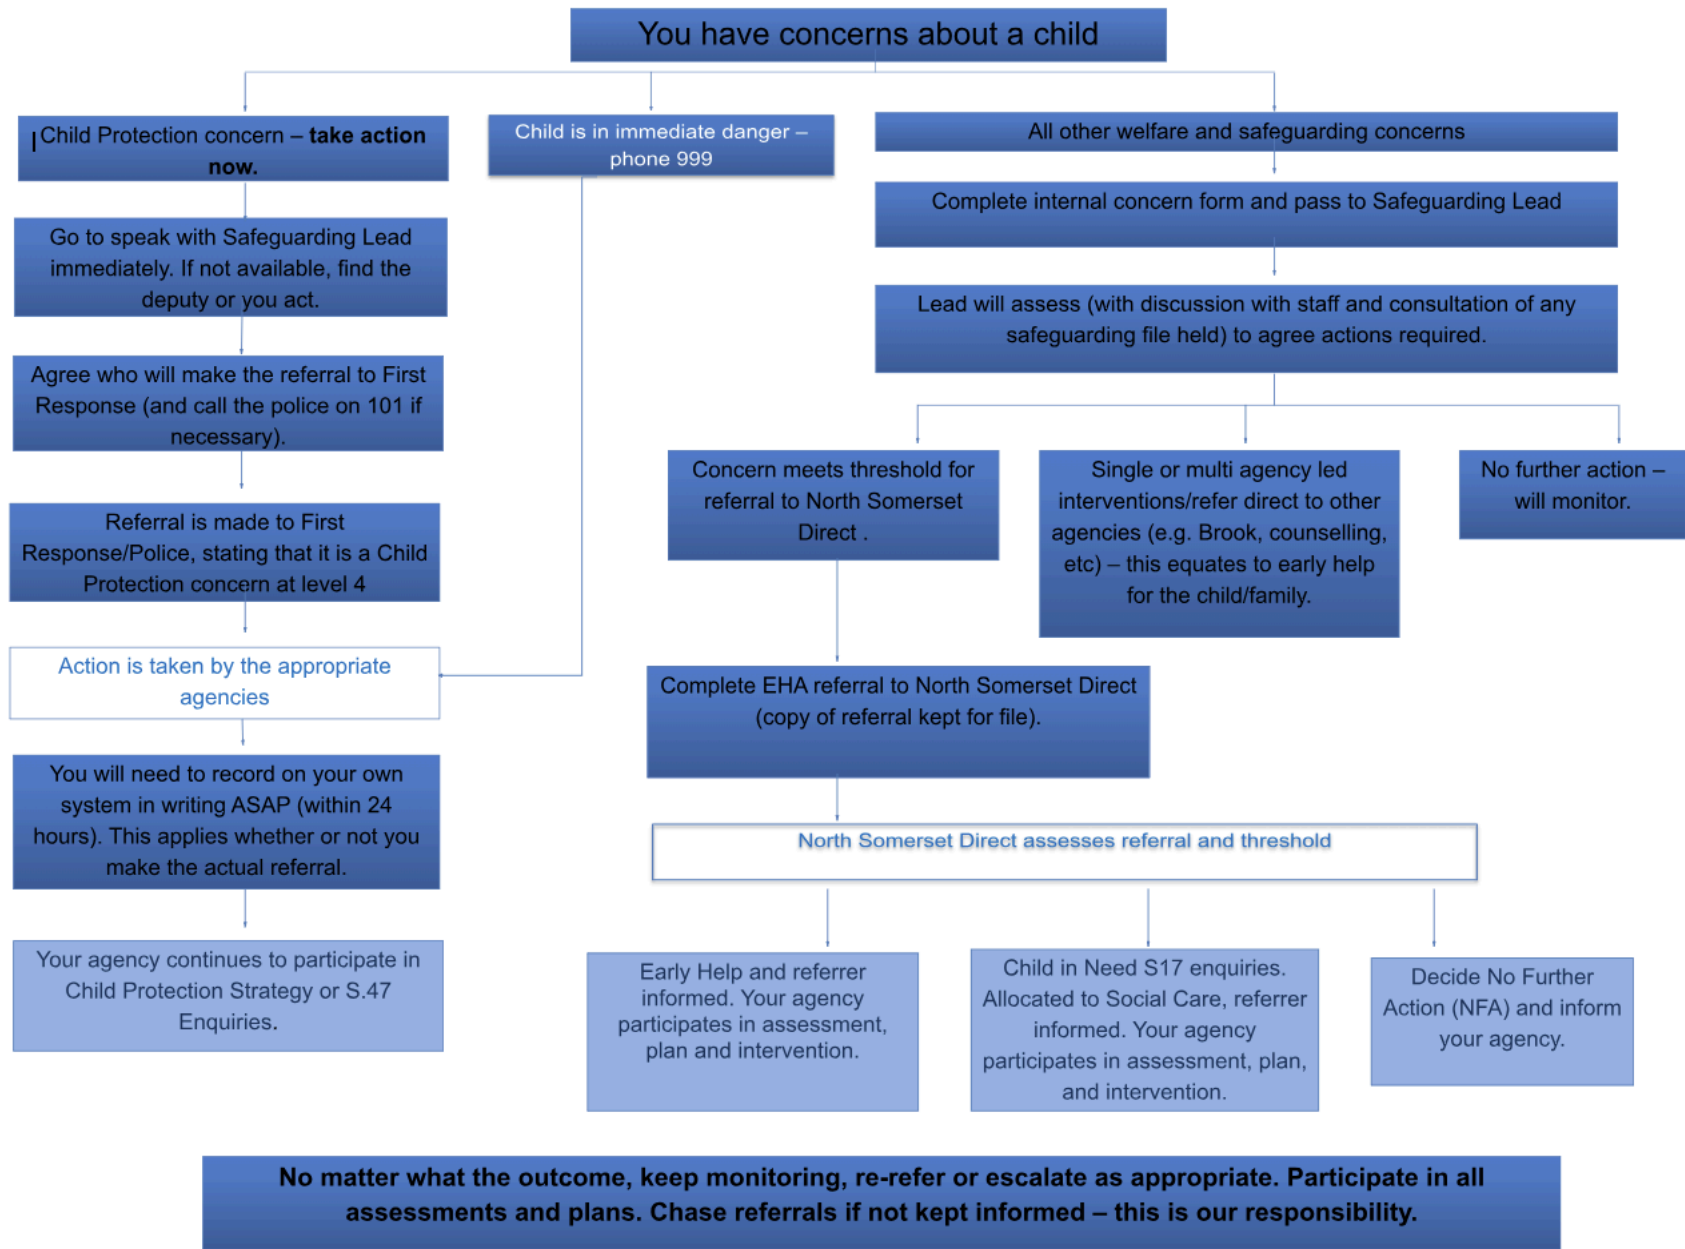 You have concerns about a child
Child Protection concern – take action
now.
Child is in immediate danger –
phone 999
All other welfare and safeguarding concerns
Go to speak with Safeguarding Lead
immediately. If not available, find the
deputy or you act.
Complete internal concern form and pass to Safeguarding Lead
Agree who will make the referral to First
Response (and call the police on 101 if
necessary).
Lead will assess (with discussion with staff and consultation of any
safeguarding file held) to agree actions required.
Referral is made to First
Response/Police, stating that it is a Child
Protection concern at level 4
Concern meets threshold for
referral to North Somerset
Direct .
Single or multi agency led
interventions/refer direct to other
agencies (e.g. Brook, counselling,
etc) – this equates to early help
for the child/family.
No further action –
will monitor.
Action is taken by the appropriate
agencies
Complete EHA referral to North Somerset Direct
(copy of referral kept for file).
You will need to record on your own
system in writing ASAP (within 24
hours). This applies whether or not you
make the actual referral.
North Somerset Direct assesses referral and threshold
Your agency continues to participate in
Child Protection Strategy or S.47
Enquiries.
Early Help and referrer
informed. Your agency
participates in assessment,
plan and intervention.
Child in Need S17 enquiries.
Allocated to Social Care, referrer
informed. Your agency
participates in assessment, plan,
and intervention.
Decide No Further
Action (NFA) and inform
your agency.
No matter what the outcome, keep monitoring, re-refer or escalate as appropriate. Participate in all
assessments and plans. Chase referrals if not kept informed – this is our responsibility.